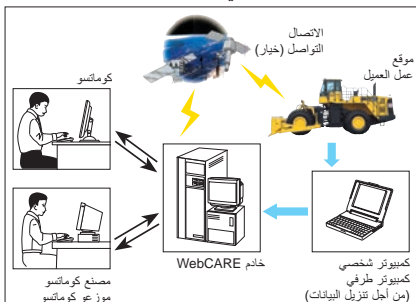 الاتصال
التواصل (خيار)
موقع
عمل العميل
كوماتسو
خادم WebCARE
كمبيوتر شخصي
كمبيوتر طرفي
(من أجل تنزيل البيانات)
مصنع كوماتسو
موزعو كوماتسو